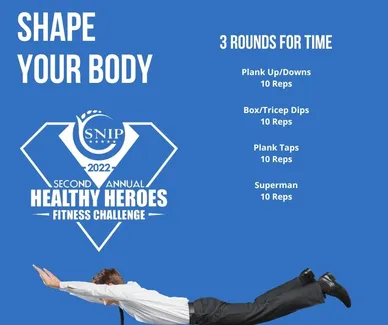 SHAPE
YOUR BODY
3 ROUNDS FOR TIME
Plank Up/Downs
10 Reps
Box/Tricep Dips
10 Reps
Plank Taps
10 Reps
Superman
10 Reps
SNIP
2022
SECOND ANNUAL
HEALTHY HEROES
FITNESS CHALLENGE